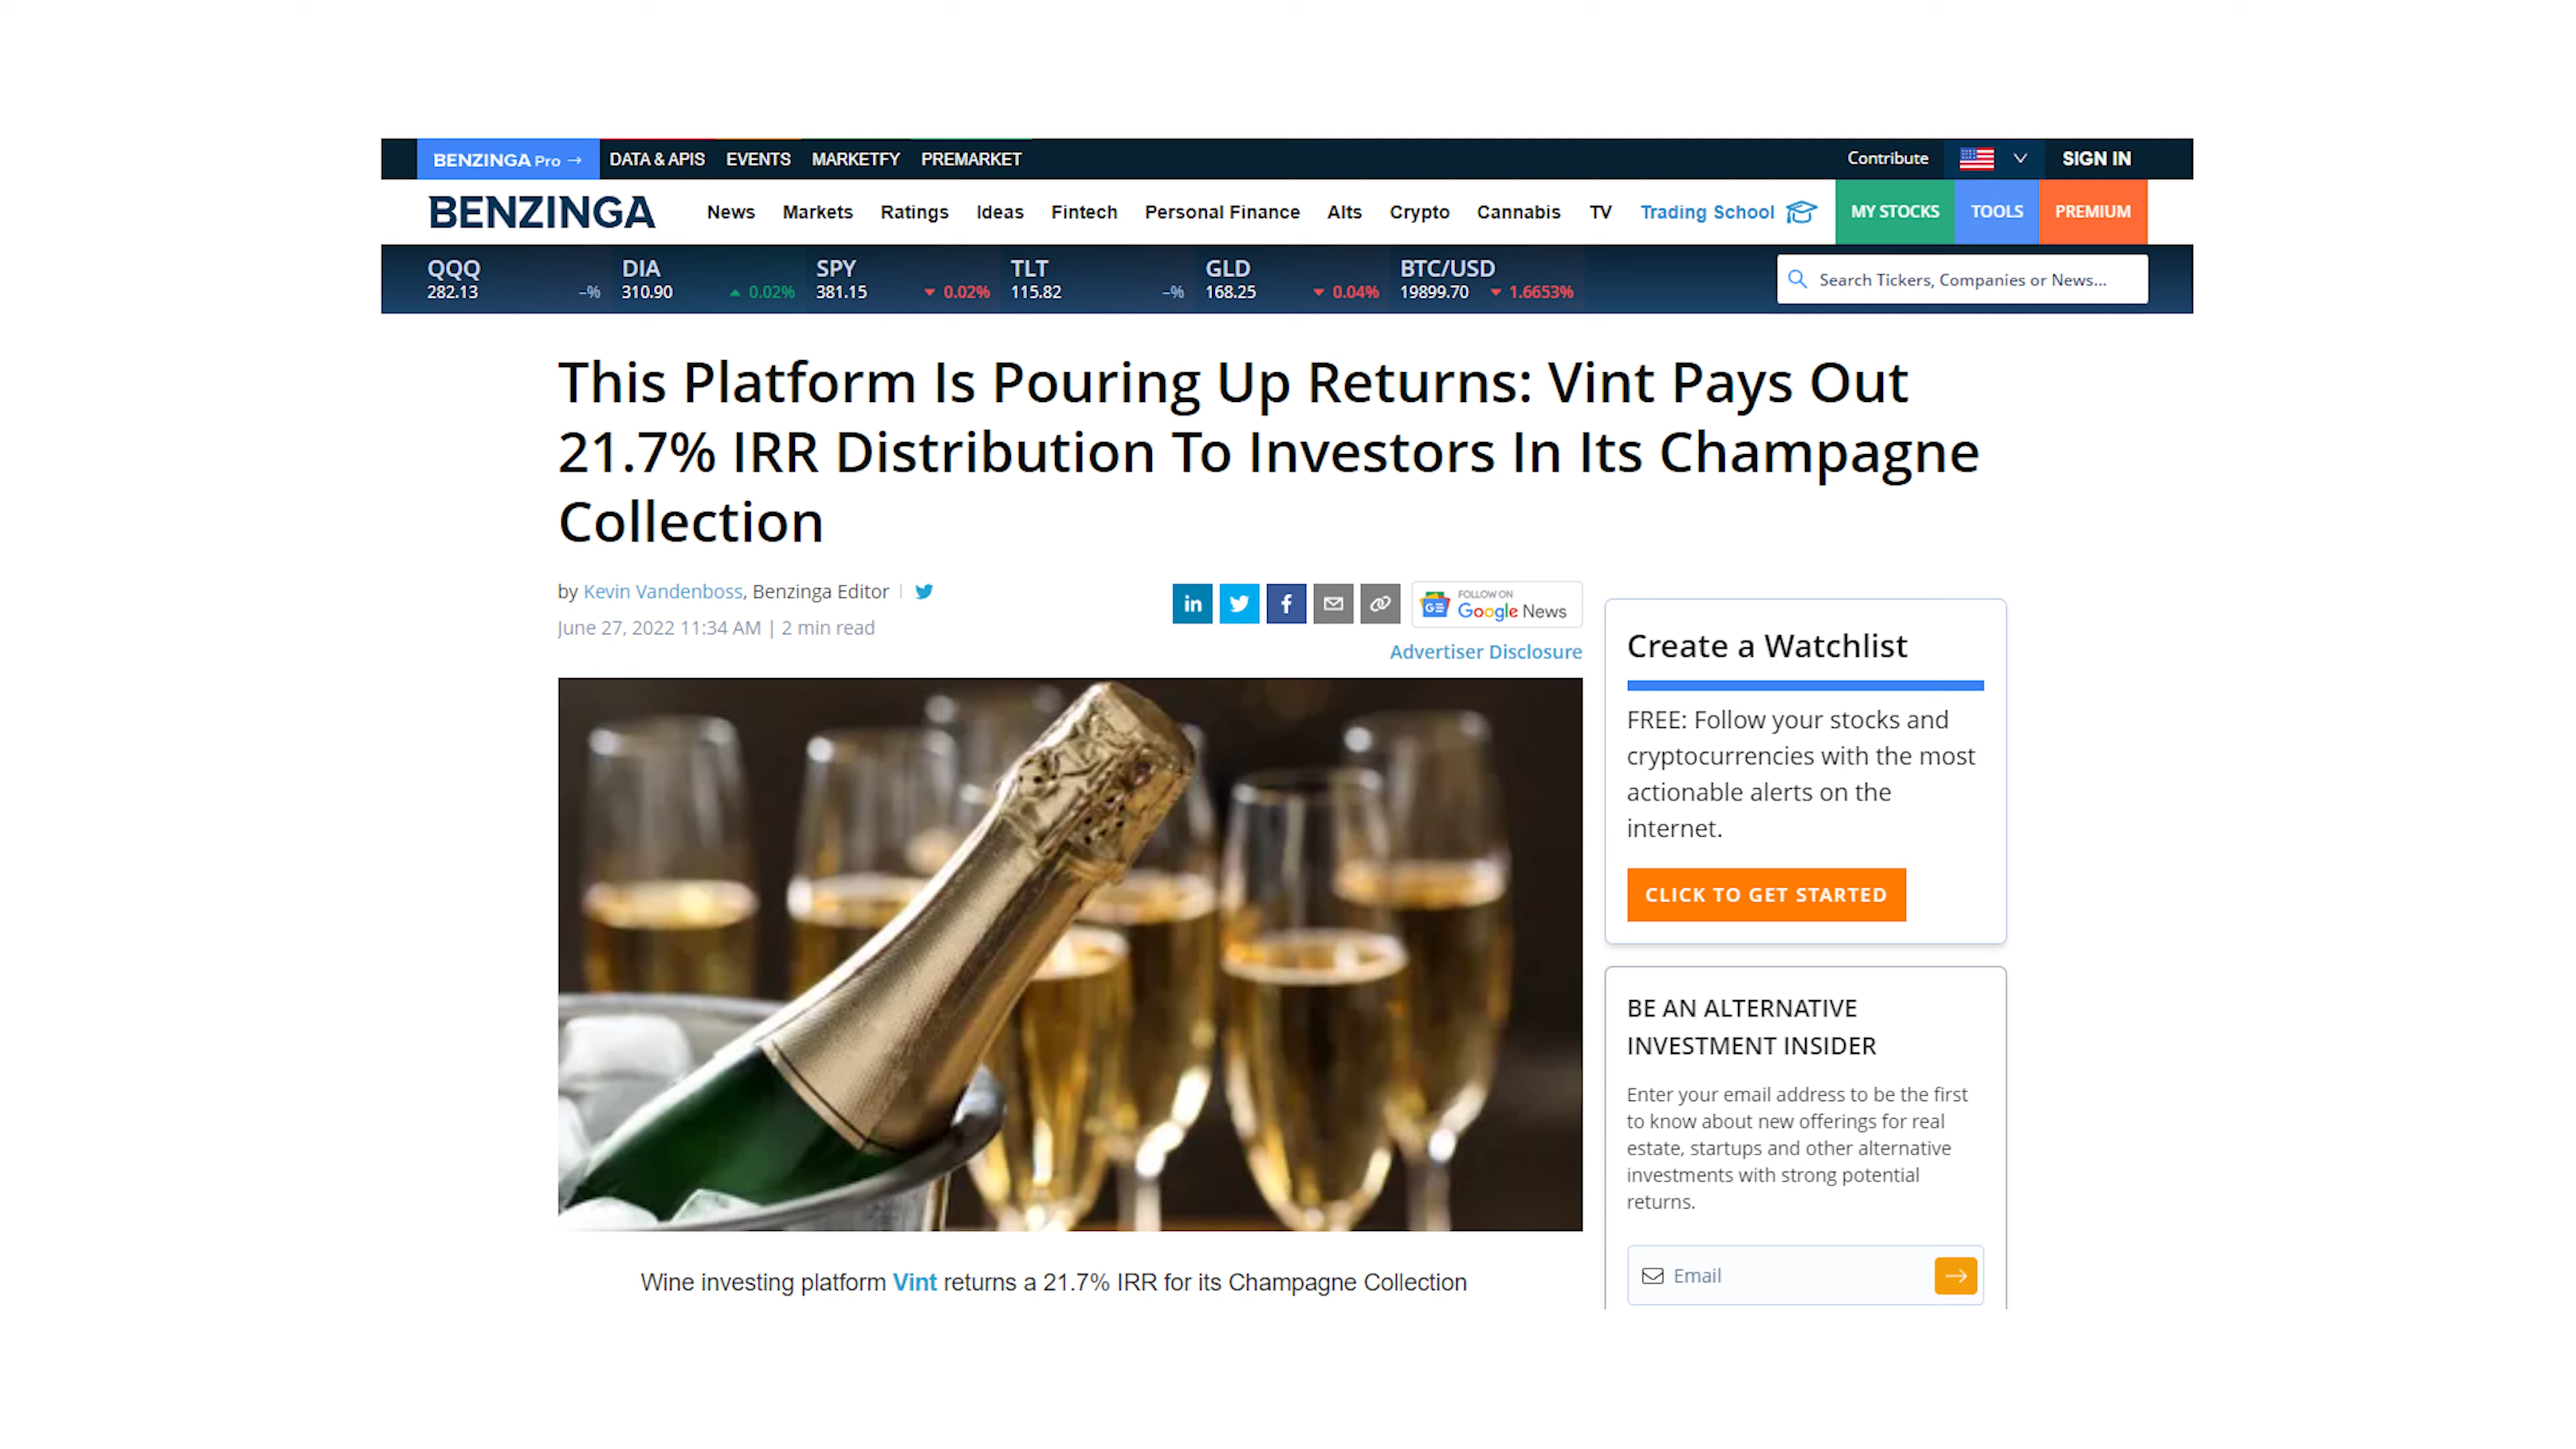 BENZINGA Pro → DATA & APIS EVENTS MARKETFY PREMARKET Contribute SIGN IN
BENZINGA News Markets Ratings Ideas Fintech Personal Finance Alts Crypto Cannabis TV Trading School MY STOCKS TOOLS PREMIUM
QQQ DIA SPY TLT GLD BTC/USD
282.13 –% 310.90 ▲ 0.02% 381.15 ▼ 0.02% 115.82 –% 168.25 ▼ 0.04% 19899.70 ▼ 1.6653%
Search Tickers, Companies or News...
This Platform Is Pouring Up Returns: Vint Pays Out
21.7% IRR Distribution To Investors In Its Champagne
Collection
by Kevin Vandenboss, Benzinga Editor
June 27, 2022 11:34 AM | 2 min read
in f GE FOLLOW ON
Google News
Advertiser Disclosure
Create a Watchlist
FREE: Follow your stocks and
cryptocurrencies with the most
actionable alerts on the
internet.
CLICK TO GET STARTED
BE AN ALTERNATIVE
INVESTMENT INSIDER
Enter your email address to be the first
to know about new offerings for real
estate, startups and other alternative
investments with strong potential
returns.
Email
Wine investing platform Vint returns a 21.7% IRR for its Champagne Collection